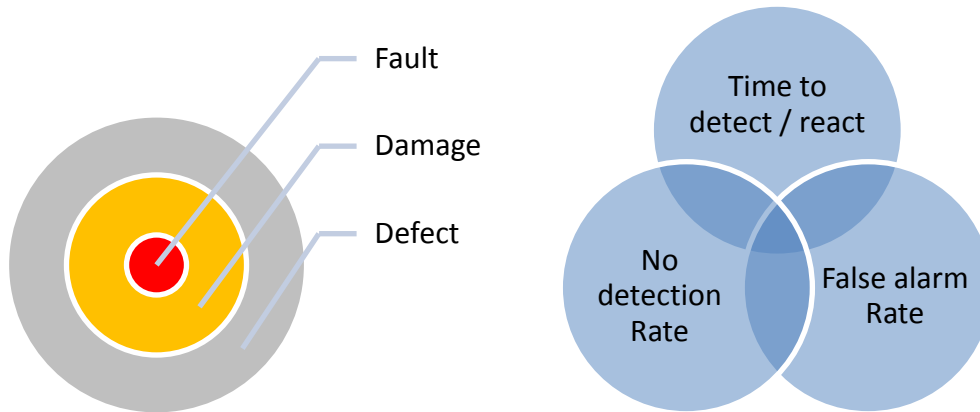 Fault
Damage
Defect
Time to
detect / react
No
detection
Rate
False alarm
Rate